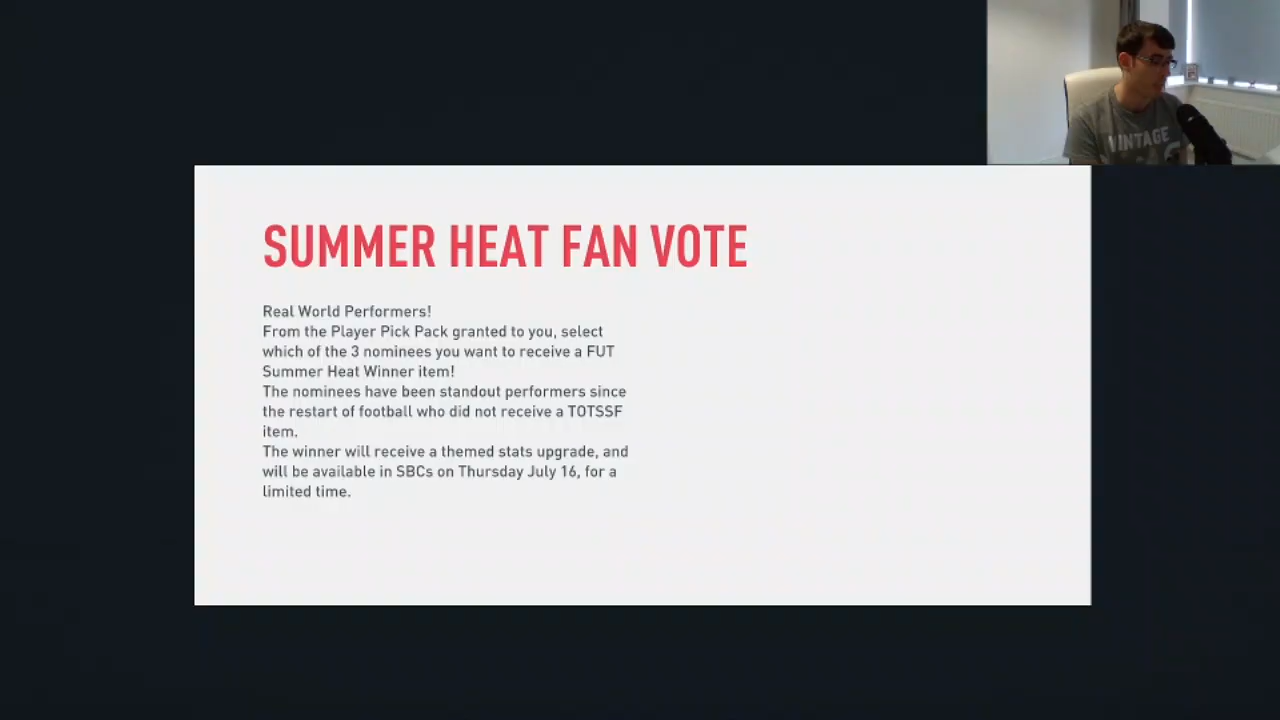 VINTAGE
SUMMER HEAT FAN VOTE
Real World Performers!
From the Player Pick Pack granted to you, select
which of the 3 nominees you want to receive a FUT
Summer Heat Winner item!
The nominees have been standout performers since
the restart of football who did not receive a TOTSSF
item.
The winner will receive a themed stats upgrade, and
will be available in SBCs on Thursday July 16, for a
limited time.